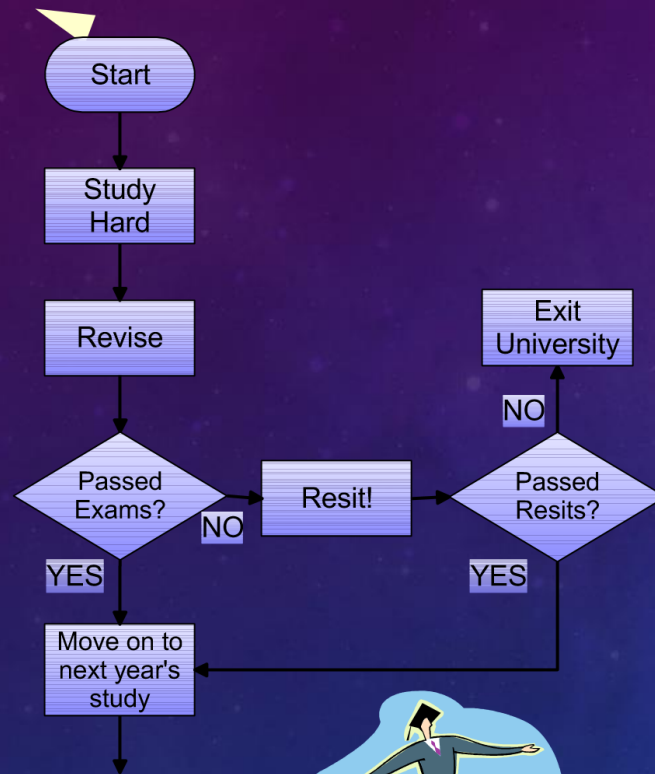 Start
Study
Hard
Revise
Passed
Exams?
NO
YES
Resit!
Passed
Resits?
NO
Exit
University
YES
Move on to
next year's
study